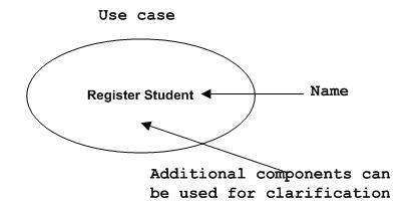 Use case
Register Student
Name
Additional components can
be used for clarification